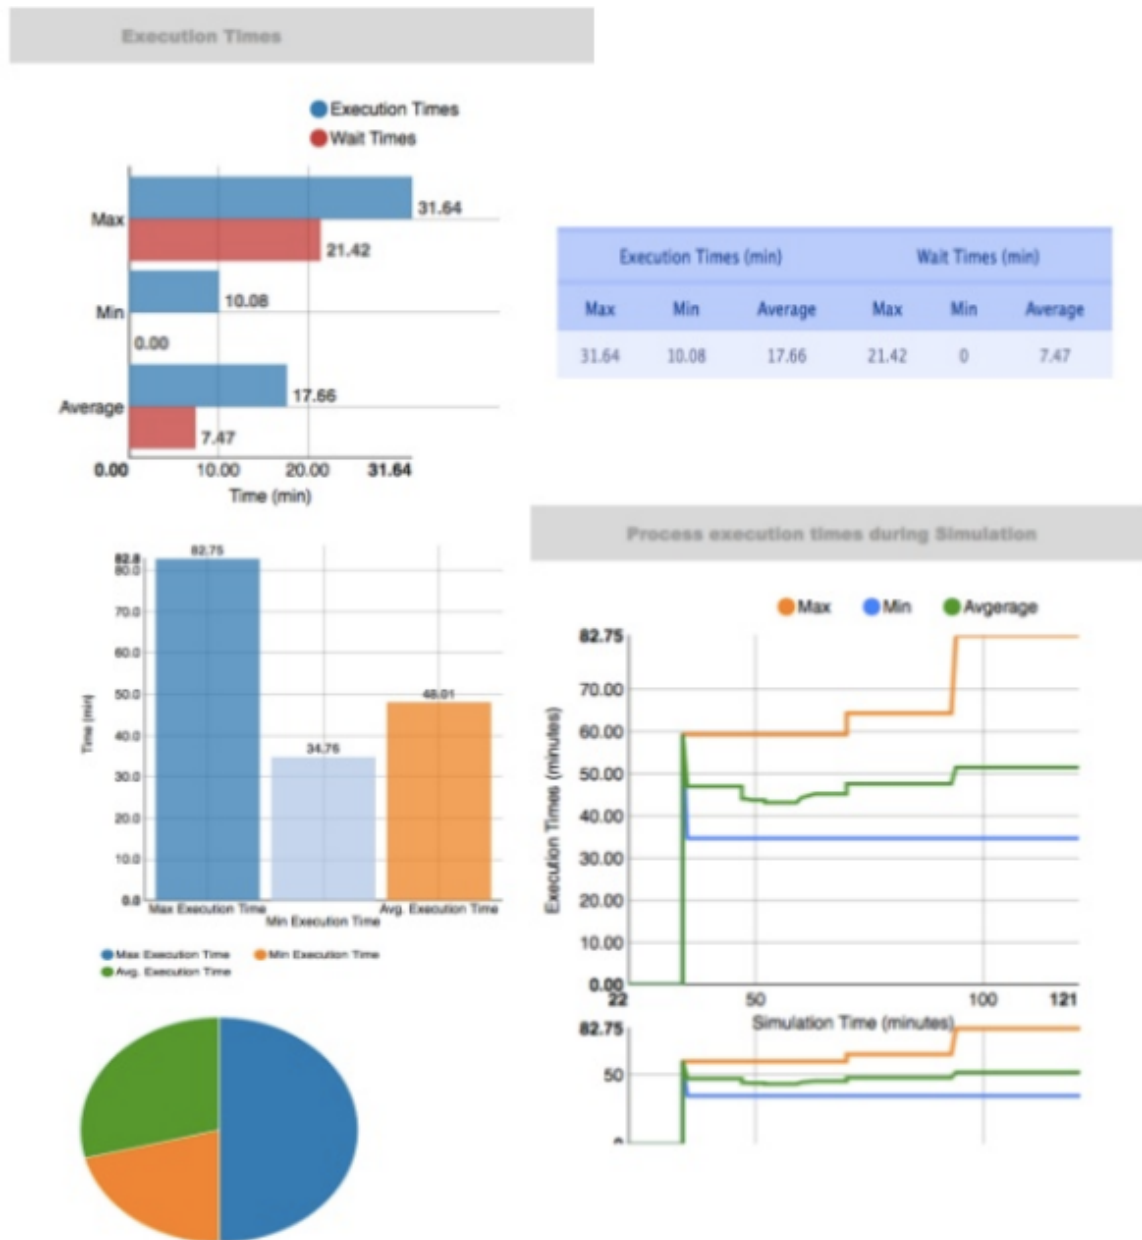 Execution Times
Execution Times
Wait Times
Max
31.64
21.42
Min
10.08
0.00
Average
17.66
7.47
0.00 10.00 20.00 31.64
Time (min)
Execution Times (min) Wait Times (min)
Max Min Average Max Min Average
31.64 10.08 17.66 21.42 0 7.47
82.75
82.8
80.0
70.0
60.0
50.0
40.0
30.0
20.0
10.0
0.0
Time (min)
34.76
48.01
Max Execution Time Min Execution Time Avg. Execution Time
Max Execution Time Min Execution Time
Avg. Execution Time
Process execution times during Simulation
Max Min Avgerage
82.75
70.00
60.00
50.00
40.00
30.00
20.00
10.00
0.00
Execution Times (minutes)
22 50 100 121
Simulation Time (minutes)
82.75
50
0